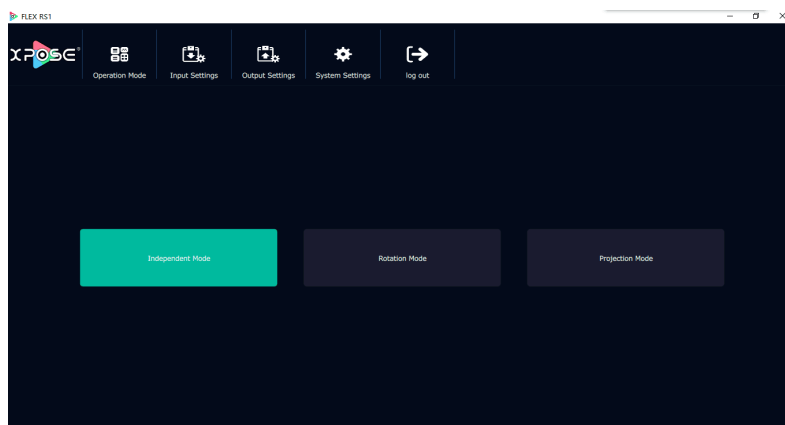 FLEX RS1
XPOSE
Operation Mode
Input Settings
Output Settings
System Settings
log out
Independent Mode
Rotation Mode
Projection Mode